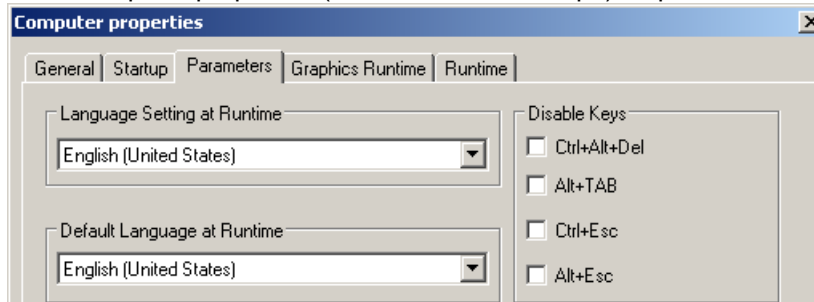 Computer properties
General Startup Parameters Graphics Runtime Runtime
Language Setting at Runtime
English (United States)
Default Language at Runtime
English (United States)
Disable Keys
Ctrl+Alt+Del
Alt+TAB
Ctrl+Esc
Alt+Esc